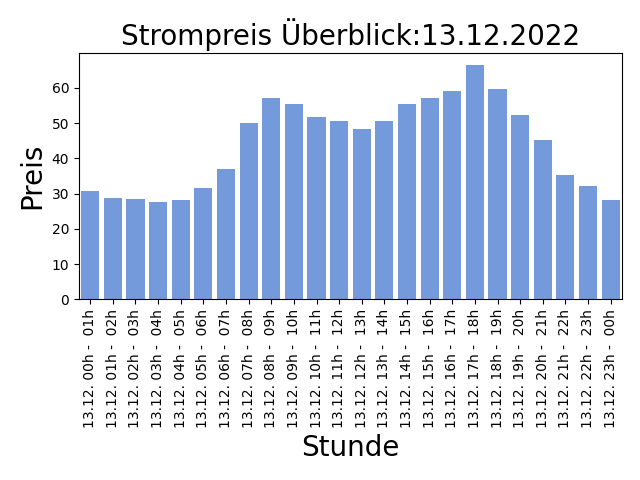 Strompreis Überblick:13.12.2022
Preis
60
50
40
30
20
10
0
13.12. 00h -   01h
13.12. 01h -   02h
13.12. 02h -   03h
13.12. 03h -   04h
13.12. 04h -   05h
13.12. 05h -   06h
13.12. 06h -   07h
13.12. 07h -   08h
13.12. 08h -   09h
13.12. 09h -   10h
13.12. 10h -   11h
13.12. 11h -   12h
13.12. 12h -   13h
13.12. 13h -   14h
13.12. 14h -   15h
13.12. 15h -   16h
13.12. 16h -   17h
13.12. 17h -   18h
13.12. 18h -   19h
13.12. 19h -   20h
13.12. 20h -   21h
13.12. 21h -   22h
13.12. 22h -   23h
13.12. 23h -   00h
Stunde